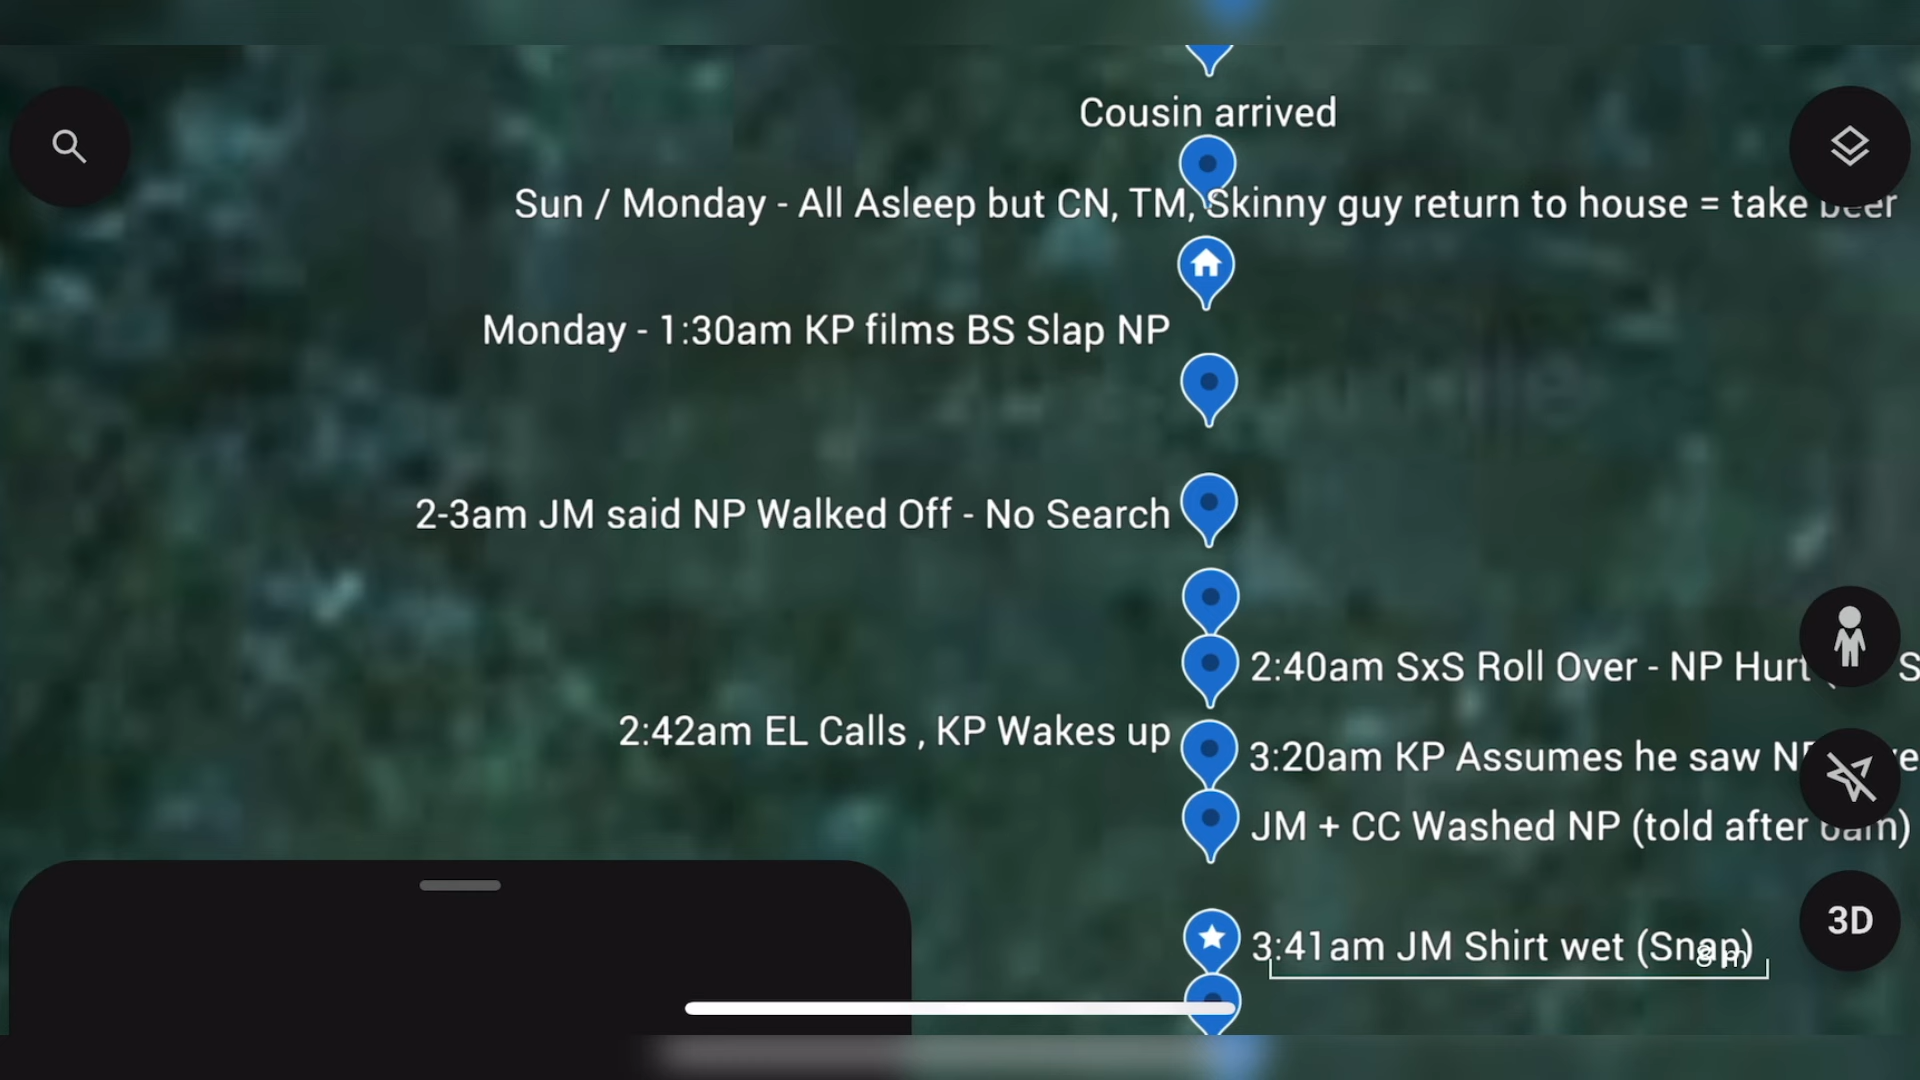 Cousin arrived
Sun / Monday - All Asleep but CN, TM, Skinny guy return to house = take beer
Monday - 1:30am KP films BS Slap NP
2-3am JM said NP Walked Off - No Search
2:40am SxS Roll Over - NP Hurt
2:42am EL Calls , KP Wakes up
3:20am KP Assumes he saw
JM + CC Washed NP (told after 6am)
3:41am JM Shirt wet (Snap)
8 m
3D